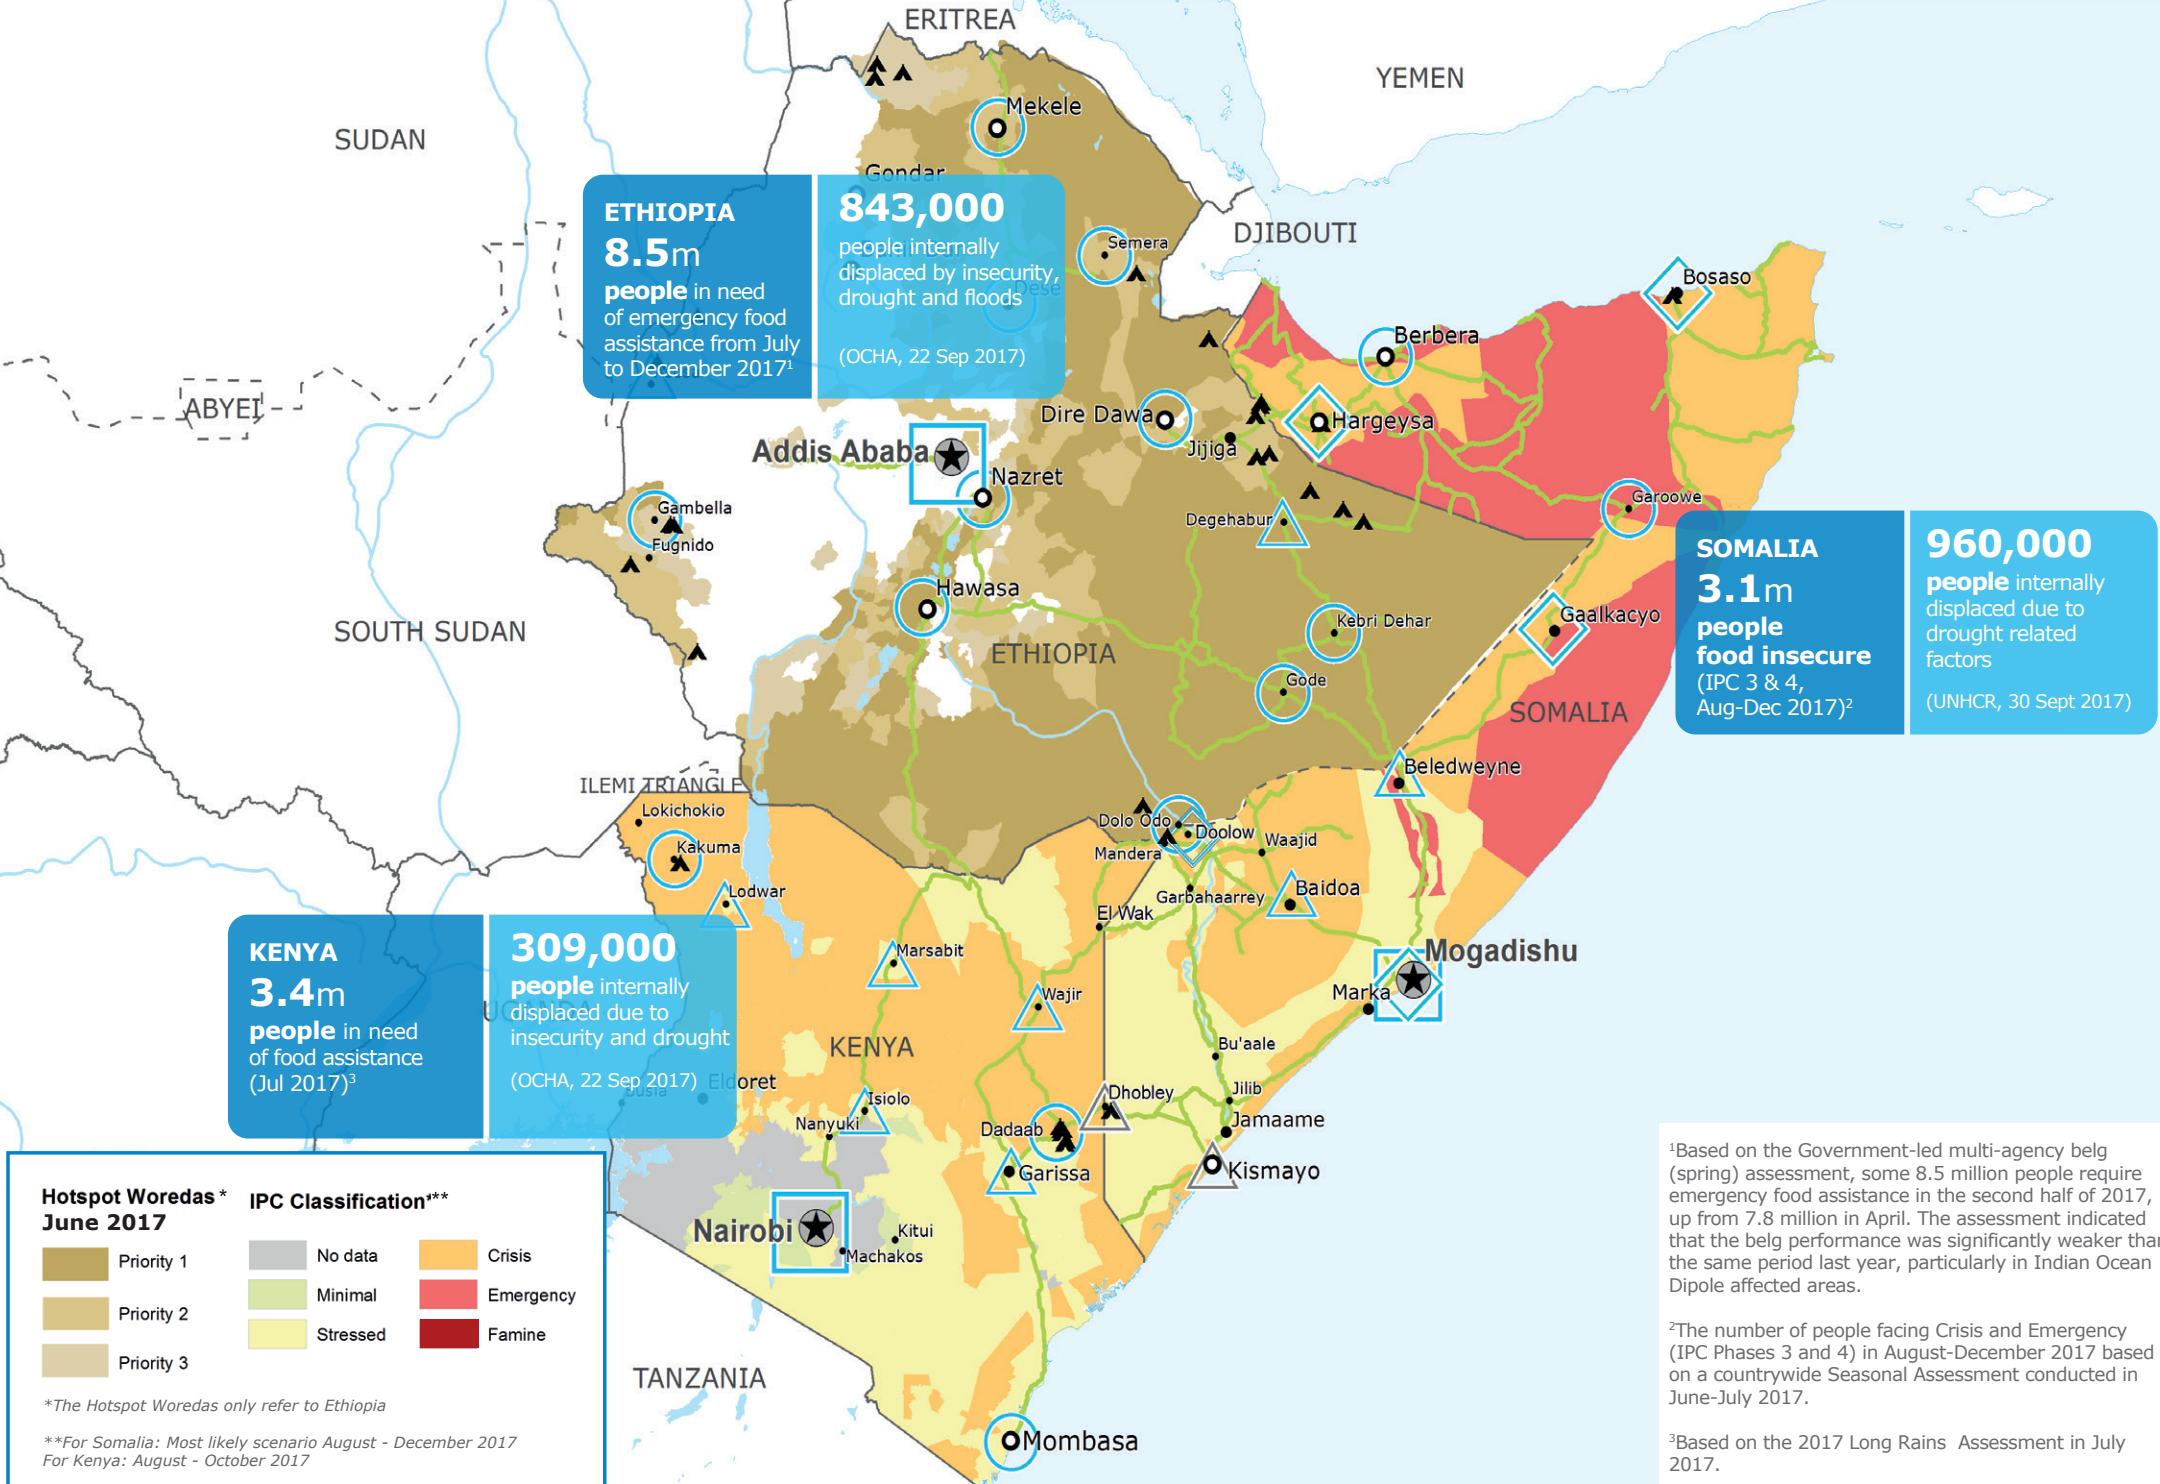 ERITREA
YEMEN
SUDAN
Mekele
Gondar
ETHIOPIA
8.5m
people in need
of emergency food
assistance from July
to December 2017¹
843,000
people internally
displaced by insecurity,
drought and floods
(OCHA, 22 Sep 2017)
Dese
Semera
DJIBOUTI
Bosaso
Berbera
ABYEI
Dire Dawa
Hargeysa
Jijiga
Addis Ababa
Nazret
Garoowe
Gambella
Degehabur
Fugnido
SOMALIA
3.1m
people
food insecure
(IPC 3 & 4,
Aug-Dec 2017)²
960,000
people internally
displaced due to
drought related
factors
(UNHCR, 30 Sept 2017)
Hawasa
Gaalkacyo
Kebri Dehar
SOUTH SUDAN
ETHIOPIA
Gode
SOMALIA
Beledweyne
ILEMI TRIANGLE
Lokichokio
Dolo Odo
Doolow
Waajid
Kakuma
Mandera
Lodwar
Garbahaarrey
Baidoa
El Wak
KENYA
3.4m
people in need
of food assistance
(Jul 2017)³
309,000
people internally
displaced due to
insecurity and drought
(OCHA, 22 Sep 2017)
UGANDA
Marsabit
Mogadishu
Wajir
Marka
KENYA
Bu'aale
Eldoret
Busia
Isiolo
Dhobley
Jilib
Nanyuki
Dadaab
Jamaame
Garissa
Kismayo
Nairobi
Kitui
Machakos
TANZANIA
Mombasa
Hotspot Woredas *
June 2017
Priority 1
Priority 2
Priority 3
IPC Classification***
No data
Minimal
Stressed
Crisis
Emergency
Famine
*The Hotspot Woredas only refer to Ethiopia
**For Somalia: Most likely scenario August - December 2017
For Kenya: August - October 2017
¹Based on the Government-led multi-agency belg
(spring) assessment, some 8.5 million people require
emergency food assistance in the second half of 2017,
up from 7.8 million in April. The assessment indicated
that the belg performance was significantly weaker than
the same period last year, particularly in Indian Ocean
Dipole affected areas.
²The number of people facing Crisis and Emergency
(IPC Phases 3 and 4) in August-December 2017 based
on a countrywide Seasonal Assessment conducted in
June-July 2017.
³Based on the 2017 Long Rains Assessment in July
2017.